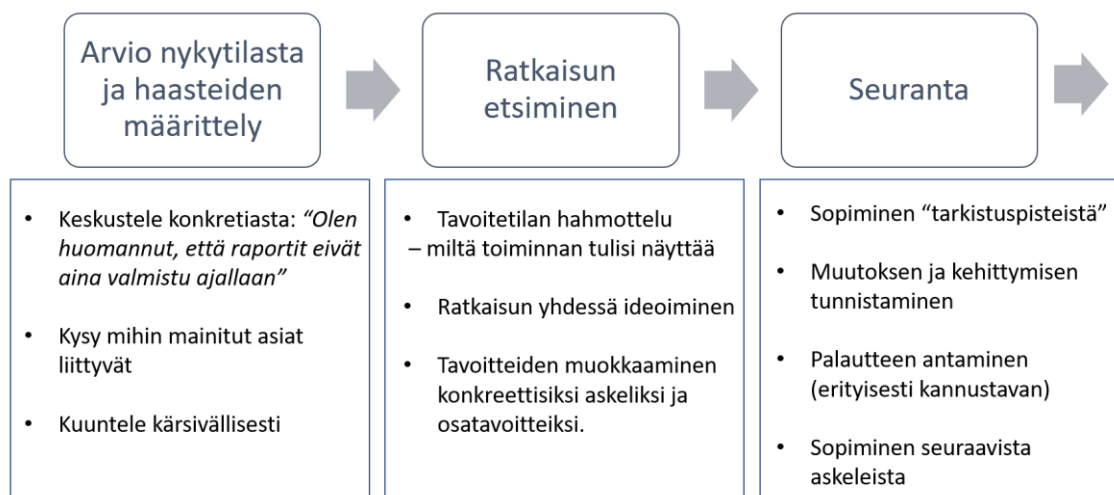 Arvio nykytilasta
ja haasteiden
määrittely
Ratkaisun
etsiminen
Seuranta
• Keskustele konkretiasta: “Olen
huomannut, että raportit eivät
aina valmistu ajallaan”
• Kysy mihin mainitut asiat
liittyvät
• Kuuntele kärsivällisesti
• Tavoitetilan hahmottelu
– miltä toiminnan tulisi näyttää
• Ratkaisun yhdessä ideoiminen
• Tavoitteiden muokkaaminen
konkreettisiksi askeliksi ja
osatavoitteiksi.
• Sopiminen “tarkistuspisteistä”
• Muutoksen ja kehittymisen
tunnistaminen
• Palautteen antaminen
(erityisesti kannustavan)
• Sopiminen seuraavista
askeleista